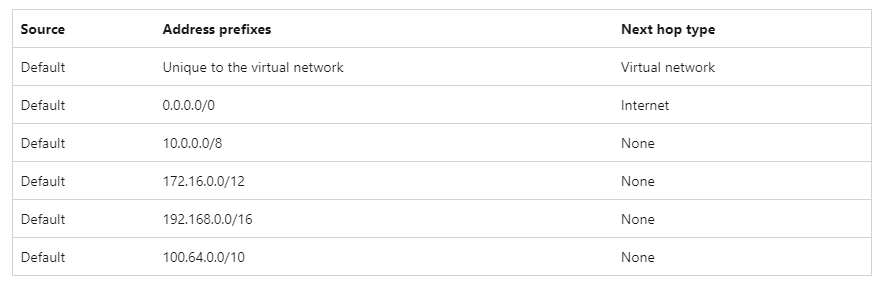 Source Address prefixes Next hop type
Default Unique to the virtual network Virtual network
Default 0.0.0.0/0 Internet
Default 10.0.0.0/8 None
Default 172.16.0.0/12 None
Default 192.168.0.0/16 None
Default 100.64.0.0/10 None